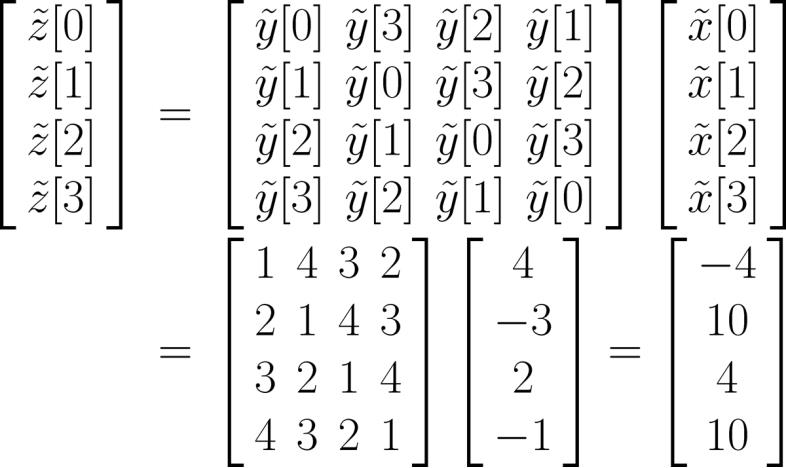 z̃[0] ỹ[0] ỹ[3] ỹ[2] ỹ[1] x̃[0]
z̃[1] ỹ[1] ỹ[0] ỹ[3] ỹ[2] x̃[1]
=
z̃[2] ỹ[2] ỹ[1] ỹ[0] ỹ[3] x̃[2]
z̃[3] ỹ[3] ỹ[2] ỹ[1] ỹ[0] x̃[3]
1 4 3 2 4 −4
2 1 4 3 −3 10
= =
3 2 1 4 2 4
4 3 2 1 −1 10